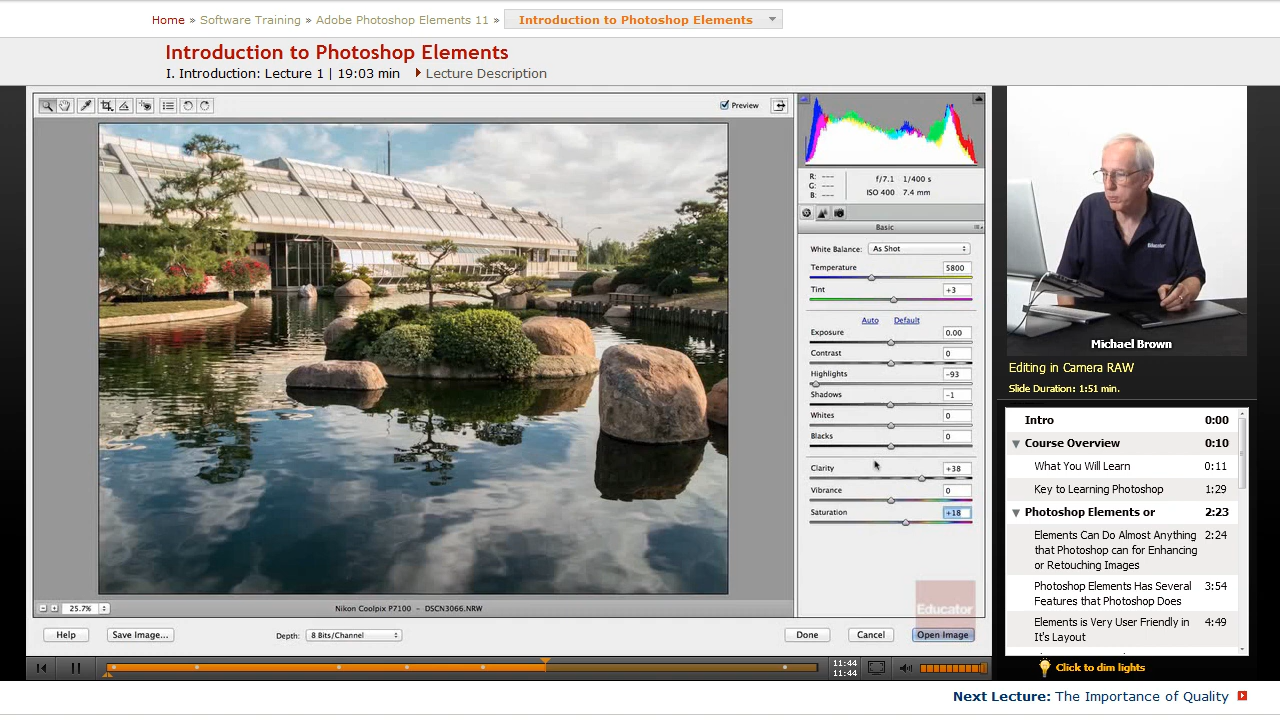 Home » Software Training » Adobe Photoshop Elements 11 » Introduction to Photoshop Elements
Introduction to Photoshop Elements
I. Introduction: Lecture 1 | 19:03 min Lecture Description
Preview
R: ---
G: ---
B: ---
f/7.1 1/400 s
ISO 400 7.4 mm
Basic
White Balance: As Shot
Temperature 5800
Tint +3
Auto Default
Exposure 0.00
Contrast 0
Highlights -93
Shadows -1
Whites 0
Blacks 0
Clarity +38
Vibrance 0
Saturation +18
Educator
25.7% Nikon Coolpix P7100 - DSCN3066.NRW
Help Save Image... Depth: 8 Bits/Channel Done Cancel Open Image
11:44
11:44
Educator
Michael Brown
Editing in Camera RAW
Slide Duration: 1:51 min.
Intro 0:00
Course Overview 0:10
What You Will Learn 0:11
Key to Learning Photoshop 1:29
Photoshop Elements or 2:23
Elements Can Do Almost Anything 2:24
that Photoshop can for Enhancing
or Retouching Images
Photoshop Elements Has Several 3:54
Features that Photoshop Does
Elements is Very User Friendly in 4:49
It's Layout
Click to dim lights
Next Lecture: The Importance of Quality